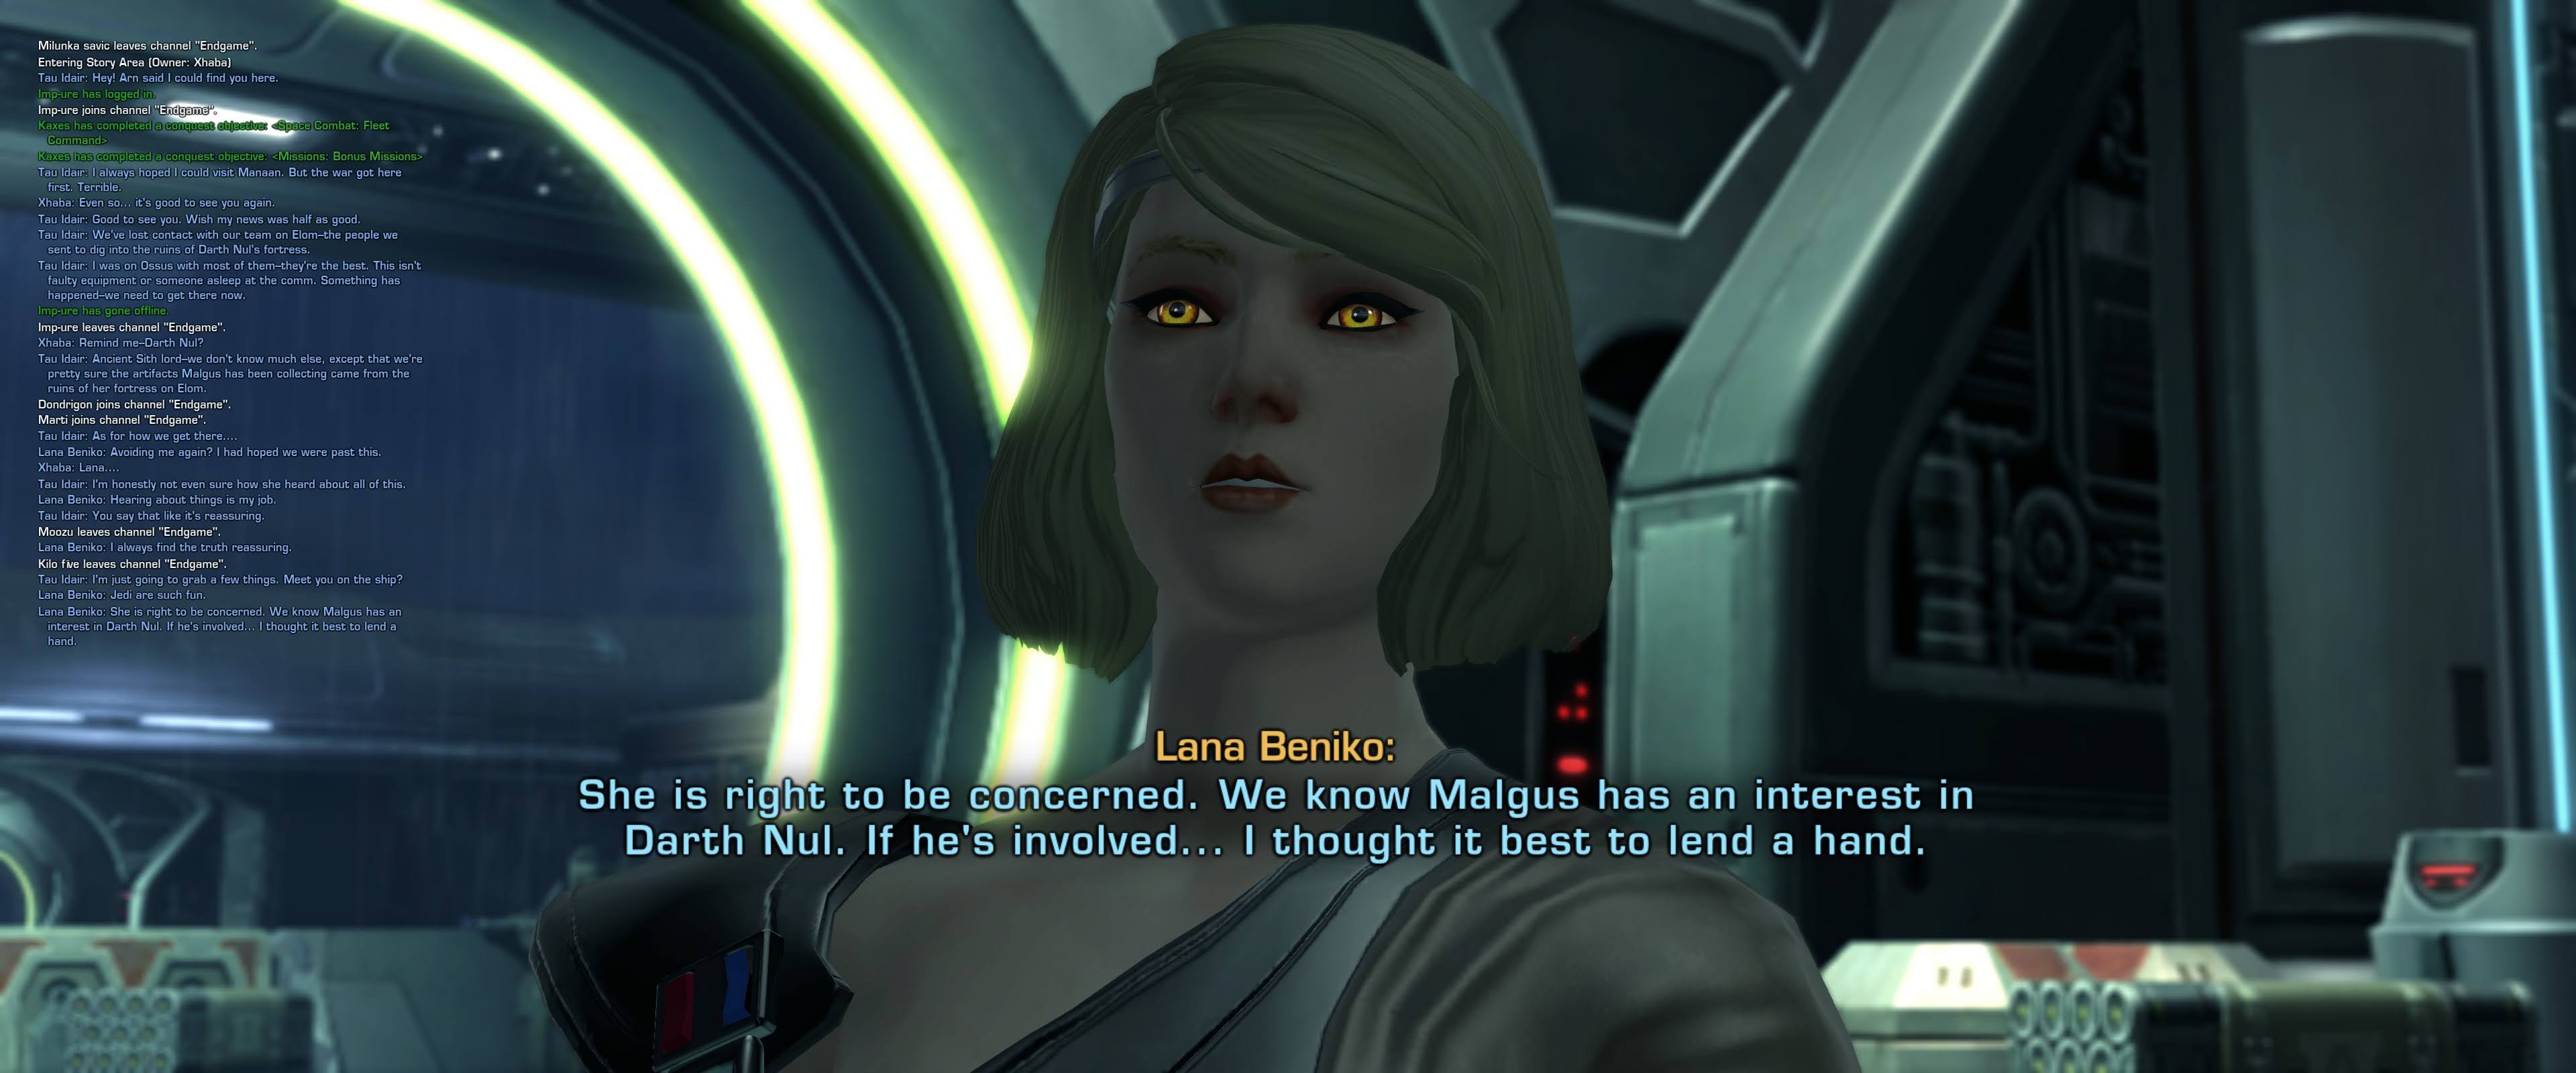 Milunka savic leaves channel "Endgame".
Entering Story Area (Owner: Xhaba)
Tau Idair: Hey! Arn said I could find you here.
Imp-ure has logged in.
Imp-ure joins channel "Endgame".
Kaxes has completed a conquest objective: <Space Combat: Fleet
Command>
Kaxes has completed a conquest objective: <Missions: Bonus Missions>
Tau Idair: I always hoped I could visit Manaan. But the war got here
first. Terrible.
Xhaba: Even so... it's good to see you again.
Tau Idair: Good to see you. Wish my news was half as good.
Tau Idair: We've lost contact with our team on Elom–the people we
sent to dig into the ruins of Darth Nul's fortress.
Tau Idair: I was on Ossus with most of them–they're the best. This isn't
faulty equipment or someone asleep at the comm. Something has
happened–we need to get there now.
Imp-ure has gone offline.
Imp-ure leaves channel "Endgame".
Xhaba: Remind me–Darth Nul?
Tau Idair: Ancient Sith lord–we don't know much else, except that we're
pretty sure the artifacts Malgus has been collecting came from the
ruins of her fortress on Elom.
Dondrigon joins channel "Endgame".
Marti joins channel "Endgame".
Tau Idair: As for how we get there....
Lana Beniko: Avoiding me again? I had hoped we were past this.
Xhaba: Lana....
Tau Idair: I'm honestly not even sure how she heard about all of this.
Lana Beniko: Hearing about things is my job.
Tau Idair: You say that like it's reassuring.
Moozu leaves channel "Endgame".
Lana Beniko: I always find the truth reassuring.
Kilo five leaves channel "Endgame".
Tau Idair: I'm just going to grab a few things. Meet you on the ship?
Lana Beniko: Jedi are such fun.
Lana Beniko: She is right to be concerned. We know Malgus has an
interest in Darth Nul. If he's involved... I thought it best to lend a
hand.
Lana Beniko:
She is right to be concerned. We know Malgus has an interest in
Darth Nul. If he's involved... I thought it best to lend a hand.